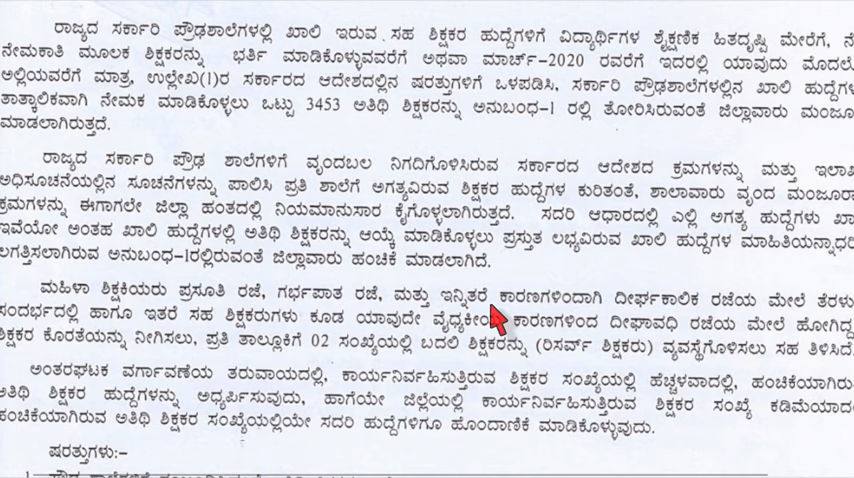 ರಾಜ್ಯದ ಸರ್ಕಾರಿ ಪ್ರೌಢಶಾಲೆಗಳಲ್ಲಿ ಖಾಲಿ ಇರುವ ಸಹ ಶಿಕ್ಷಕರ ಹುದ್ದೆಗಳಿಗೆ ವಿದ್ಯಾರ್ಥಿಗಳ ಶೈಕ್ಷಣಿಕ ಹಿತದೃಷ್ಟಿ ಮೇರೆಗೆ,
ನೇಮಕಾತಿ ಮೂಲಕ ಶಿಕ್ಷಕರನ್ನು ಭರ್ತಿ ಮಾಡಿಕೊಳ್ಳುವವರೆಗೆ ಅಥವಾ ಮಾರ್ಚ್-2020 ರವರೆಗೆ ಇದರಲ್ಲಿ ಯಾವುದು
ಅಲ್ಲಿಯವರೆಗೆ ಮಾತ್ರ, ಉಲ್ಲೇಖ(1)ರ ಸರ್ಕಾರದ ಆದೇಶದಲ್ಲಿನ ಷರತ್ತುಗಳಿಗೆ ಒಳಪಡಿಸಿ, ಸರ್ಕಾರಿ ಪ್ರೌಢಶಾಲೆಗಳಲ್ಲಿನ ಖಾಲಿ
ತಾತ್ಕಾಲಿಕವಾಗಿ ನೇಮಕ ಮಾಡಿಕೊಳ್ಳಲು ಒಟ್ಟು 3453 ಅತಿಥಿ ಶಿಕ್ಷಕರನ್ನು ಅನುಬಂಧ-1 ರಲ್ಲಿ ತೋರಿಸಿರುವಂತೆ ಜಿಲ್ಲಾವಾರು
ಮಾಡಲಾಗಿರುತ್ತದೆ.
ರಾಜ್ಯದ ಸರ್ಕಾರಿ ಪ್ರೌಢ ಶಾಲೆಗಳಿಗೆ ವೃಂದಬಲ ನಿಗದಿಗೊಳಿಸಿರುವ ಸರ್ಕಾರದ ಆದೇಶದ ಕ್ರಮಗಳನ್ನು ಮತ್ತು
ಅಧಿಸೂಚನೆಯಲ್ಲಿನ ಸೂಚನೆಗಳನ್ನು ಪಾಲಿಸಿ ಪ್ರತಿ ಶಾಲೆಗೆ ಅಗತ್ಯವಿರುವ ಶಿಕ್ಷಕರ ಹುದ್ದೆಗಳ ಕುರಿತಂತೆ, ಶಾಲಾವಾರು ವೃಂದ
ಕ್ರಮಗಳನ್ನು ಈಗಾಗಲೇ ಜಿಲ್ಲಾ ಹಂತದಲ್ಲಿ ನಿಯಮಾನುಸಾರ ಕೈಗೊಳ್ಳಲಾಗಿರುತ್ತದೆ. ಸದರಿ ಆಧಾರದಲ್ಲಿ ಎಲ್ಲಿ ಅಗತ್ಯ ಹುದ್ದೆಗಳು
ಇವೆಯೋ ಅಂತಹ ಖಾಲಿ ಹುದ್ದೆಗಳಲ್ಲಿ ಅತಿಥಿ ಶಿಕ್ಷಕರನ್ನು ಆಯ್ಕೆ ಮಾಡಿಕೊಳ್ಳಲು ಪ್ರಸ್ತುತ ಲಭ್ಯವಿರುವ ಖಾಲಿ ಹುದ್ದೆಗಳ
ಲಗತ್ತಿಸಲಾಗಿರುವ ಅನುಬಂಧ-1ರಲ್ಲಿರುವಂತೆ ಜಿಲ್ಲಾವಾರು ಹಂಚಿಕೆ ಮಾಡಲಾಗಿದೆ.
ಮಹಿಳಾ ಶಿಕ್ಷಕಿಯರು ಪ್ರಸೂತಿ ರಜೆ, ಗರ್ಭಪಾತ ರಜೆ, ಮತ್ತು ಇನ್ನಿತರೆ ಕಾರಣಗಳಿಂದಾಗಿ ದೀರ್ಘಕಾಲಿಕ ರಜೆಯ ಮೇಲೆ
ಸಂದರ್ಭದಲ್ಲಿ ಹಾಗೂ ಇತರೆ ಸಹ ಶಿಕ್ಷಕರುಗಳು ಕೂಡ ಯಾವುದೇ ಕಾರಣಗಳಿಂದ ದೀರ್ಘಾವಧಿ ರಜೆಯ ಮೇಲೆ
ಶಿಕ್ಷಕರ ಕೊರತೆಯನ್ನು ನೀಗಿಸಲು, ಪ್ರತಿ ತಾಲ್ಲೂಕಿಗೆ 02 ಸಂಖ್ಯೆಯಲ್ಲಿ ಬದಲಿ ಶಿಕ್ಷಕರನ್ನು (ರಿಸರ್ವ್ ಶಿಕ್ಷಕರು) ವ್ಯವಸ್ಥೆಗೊಳಿಸಲು ಸಹ ತಿಳಿಸಿದೆ
ಅಂತರಘಟಕ ವರ್ಗಾವಣೆಯ ತರುವಾಯದಲ್ಲಿ, ಕಾರ್ಯನಿರ್ವಹಿಸುತ್ತಿರುವ ಶಿಕ್ಷಕರ ಸಂಖ್ಯೆಯಲ್ಲಿ ಹೆಚ್ಚಳವಾದಲ್ಲಿ,
ಅತಿಥಿ ಶಿಕ್ಷಕರ ಹುದ್ದೆಗಳನ್ನು ಅಧ್ಯರ್ಪಿಸುವುದು, ಹಾಗೆಯೇ ಜಿಲ್ಲೆಯಲ್ಲಿ ಕಾರ್ಯನಿರ್ವಹಿಸುತ್ತಿರುವ ಶಿಕ್ಷಕರ ಸಂಖ್ಯೆ
ಹಂಚಿಕೆಯಾಗಿರುವ ಅತಿಥಿ ಶಿಕ್ಷಕರ ಸಂಖ್ಯೆಯಲ್ಲಿಯೇ ಸದರಿ ಹುದ್ದೆಗಳಿಗೂ ಹೊಂದಾಣಿಕೆ ಮಾಡಿಕೊಳ್ಳುವುದು.
ಷರತ್ತುಗಳು:-